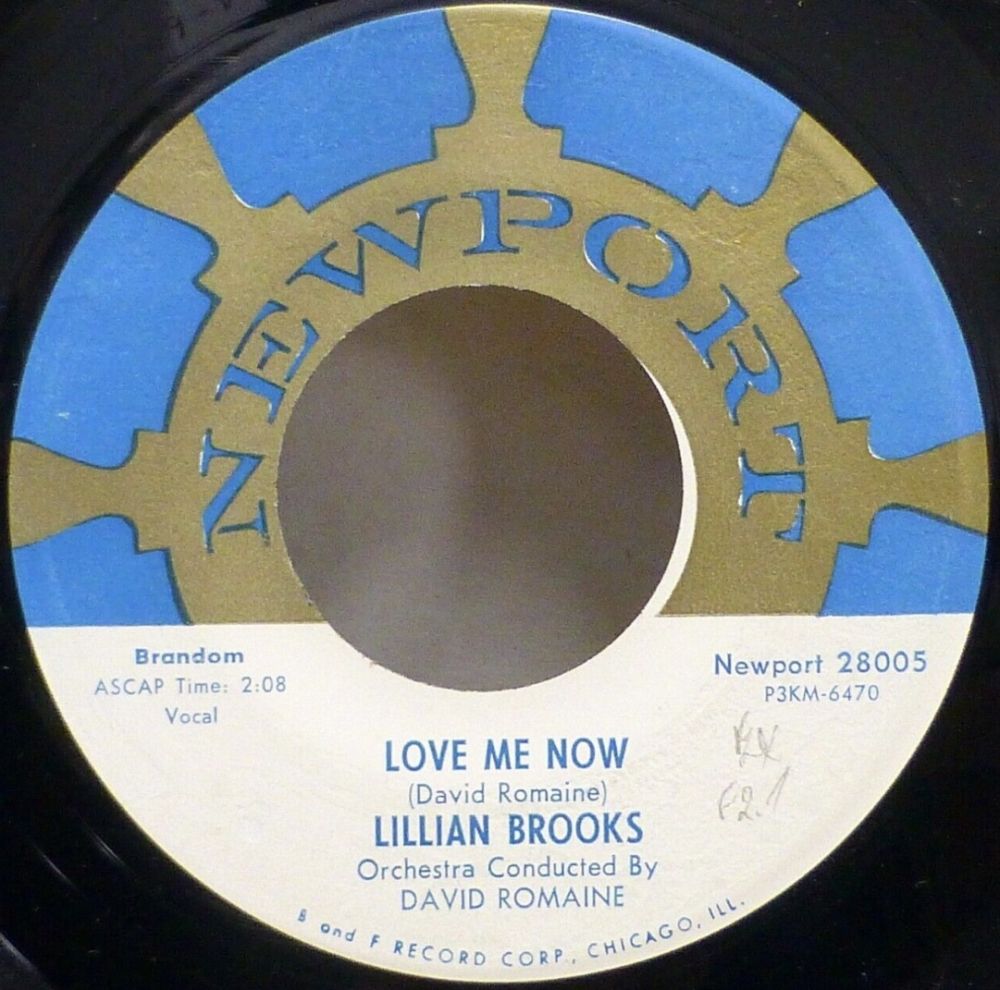 NEWPORT
Brandom
ASCAP Time: 2:08
Vocal
Newport 28005
P3KM-6470
LOVE ME NOW
(David Romaine)
LILLIAN BROOKS
Orchestra Conducted By
DAVID ROMAINE
B and F RECORD CORP., CHICAGO, ILL.